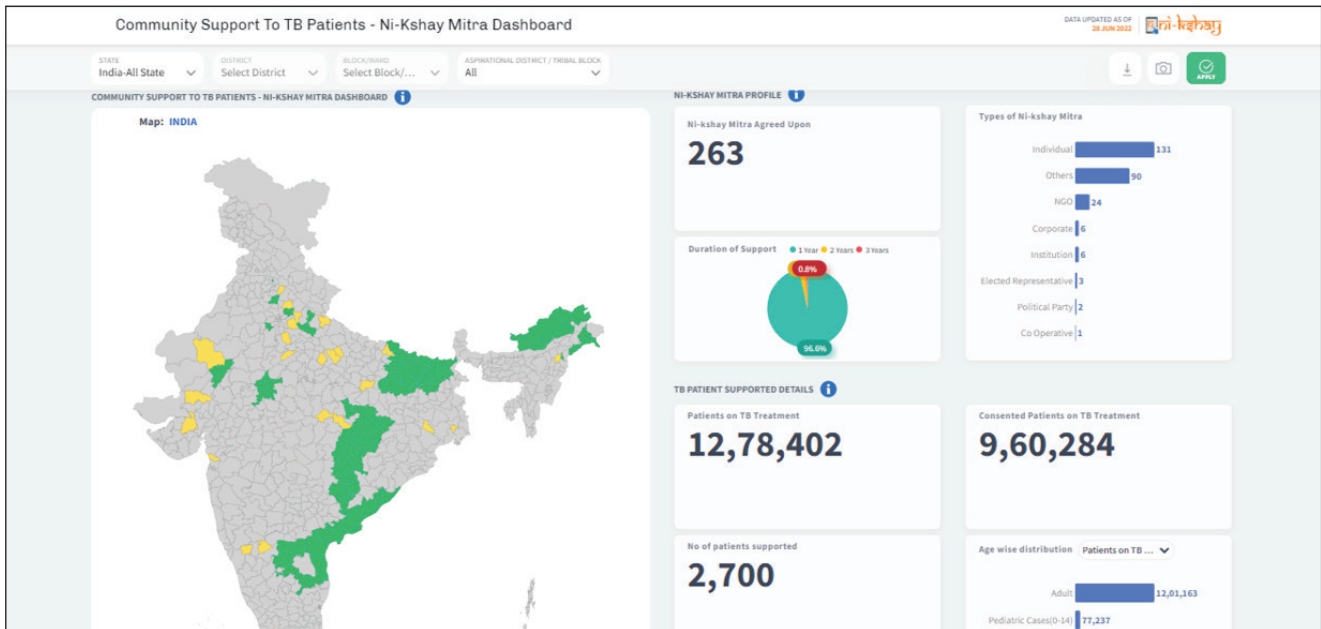 Community Support To TB Patients - Ni-Kshay Mitra Dashboard
DATA UPDATED AS OF
28 JUN 2022
ni-kshay
STATE
India-All State
DISTRICT
Select District
BLOCK/WARD
Select Block/...
ASPIRATIONAL DISTRICT / TRIBAL BLOCK
All
APPLY
COMMUNITY SUPPORT TO TB PATIENTS - NI-KSHAY MITRA DASHBOARD
Map: INDIA
NI-KSHAY MITRA PROFILE
Ni-kshay Mitra Agreed Upon
263
Types of Ni-kshay Mitra
Individual 131
Others 90
NGO 24
Corporate 6
Institution 6
Elected Representative 3
Political Party 2
Co Operative 1
Duration of Support 1 Year 2 Years 3 Years
0.8%
96.6%
TB PATIENT SUPPORTED DETAILS
Patients on TB Treatment
12,78,402
Consented Patients on TB Treatment
9,60,284
No of patients supported
2,700
Age wise distribution Patients on TB ...
Adult 12,01,163
Pediatric Cases(0-14) 77,237